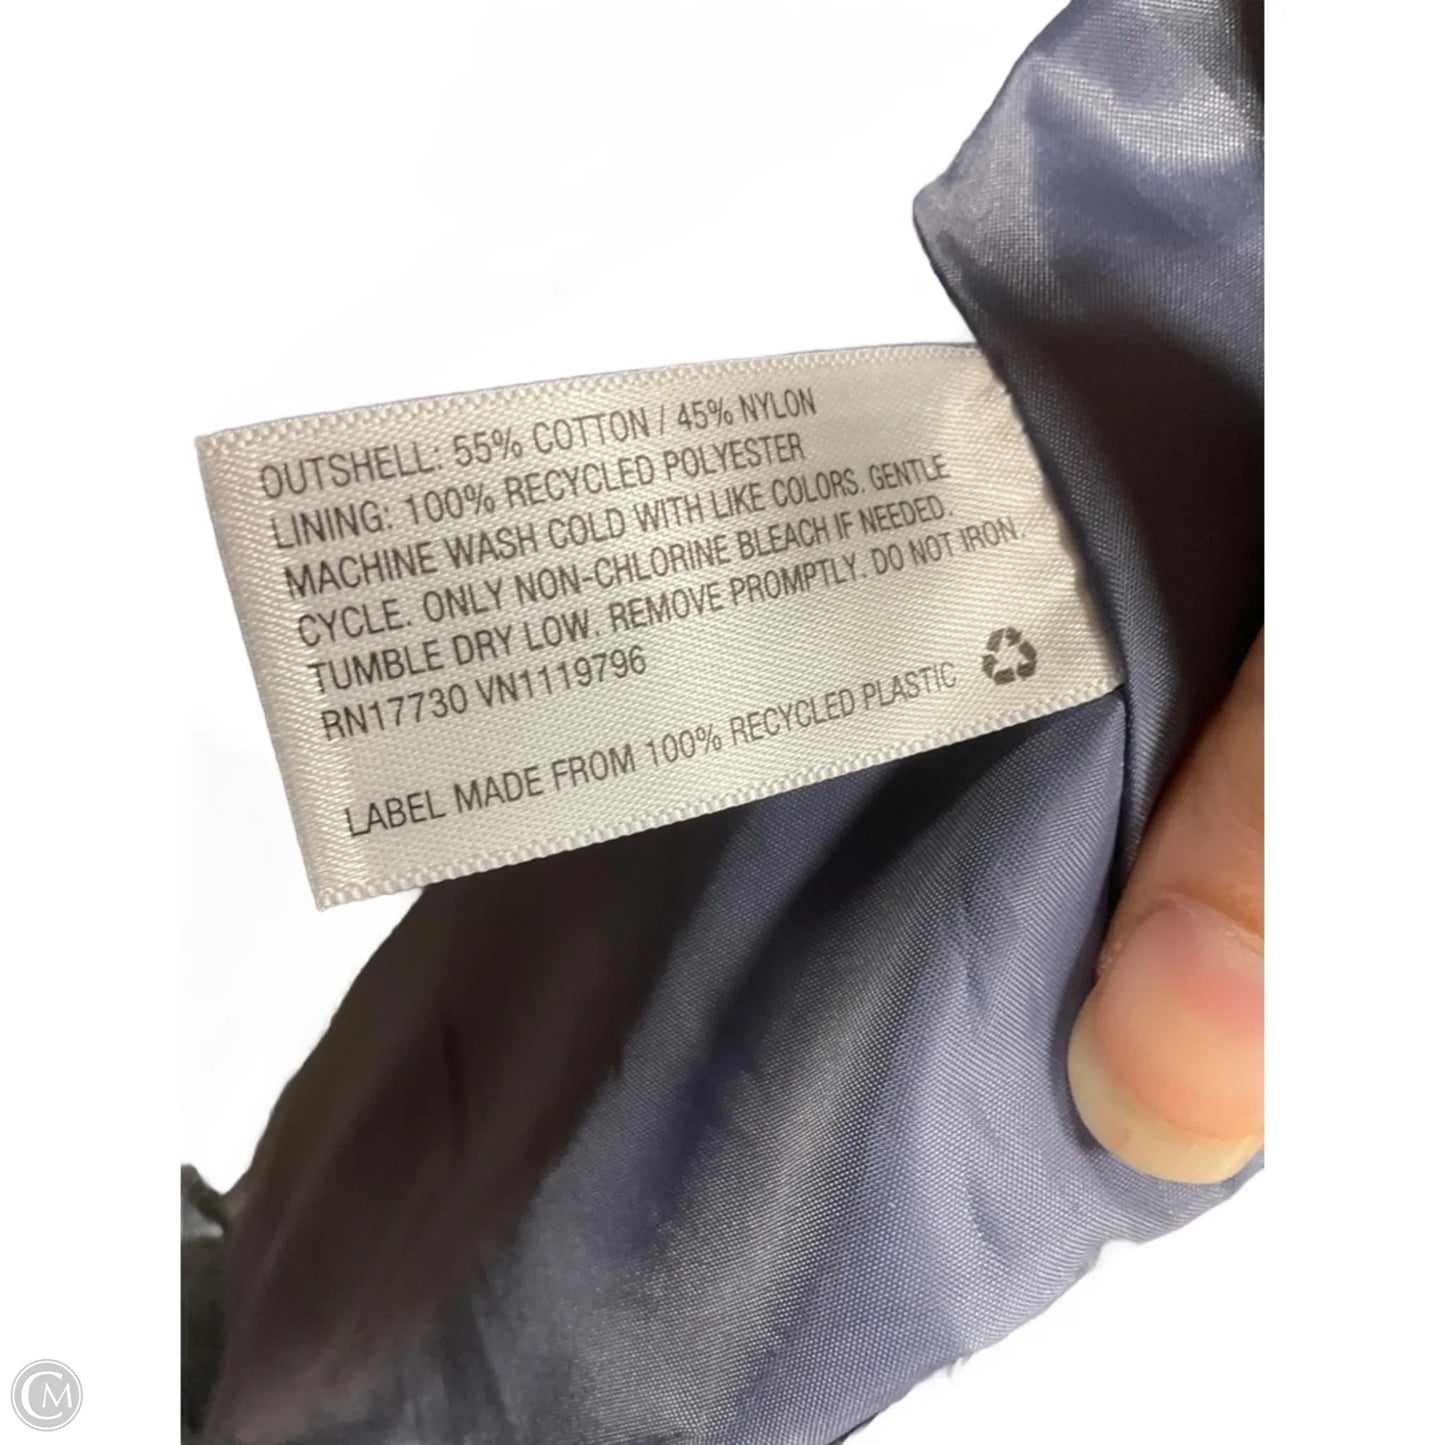 OUTSHELL: 55% COTTON / 45% NYLON
LINING: 100% RECYCLED POLYESTER
MACHINE WASH COLD WITH LIKE COLORS. GENTLE
CYCLE. ONLY NON-CHLORINE BLEACH IF NEEDED.
TUMBLE DRY LOW. REMOVE PROMPTLY. DO NOT IRON.
RN17730 VN1119796
LABEL MADE FROM 100% RECYCLED PLASTIC
CM